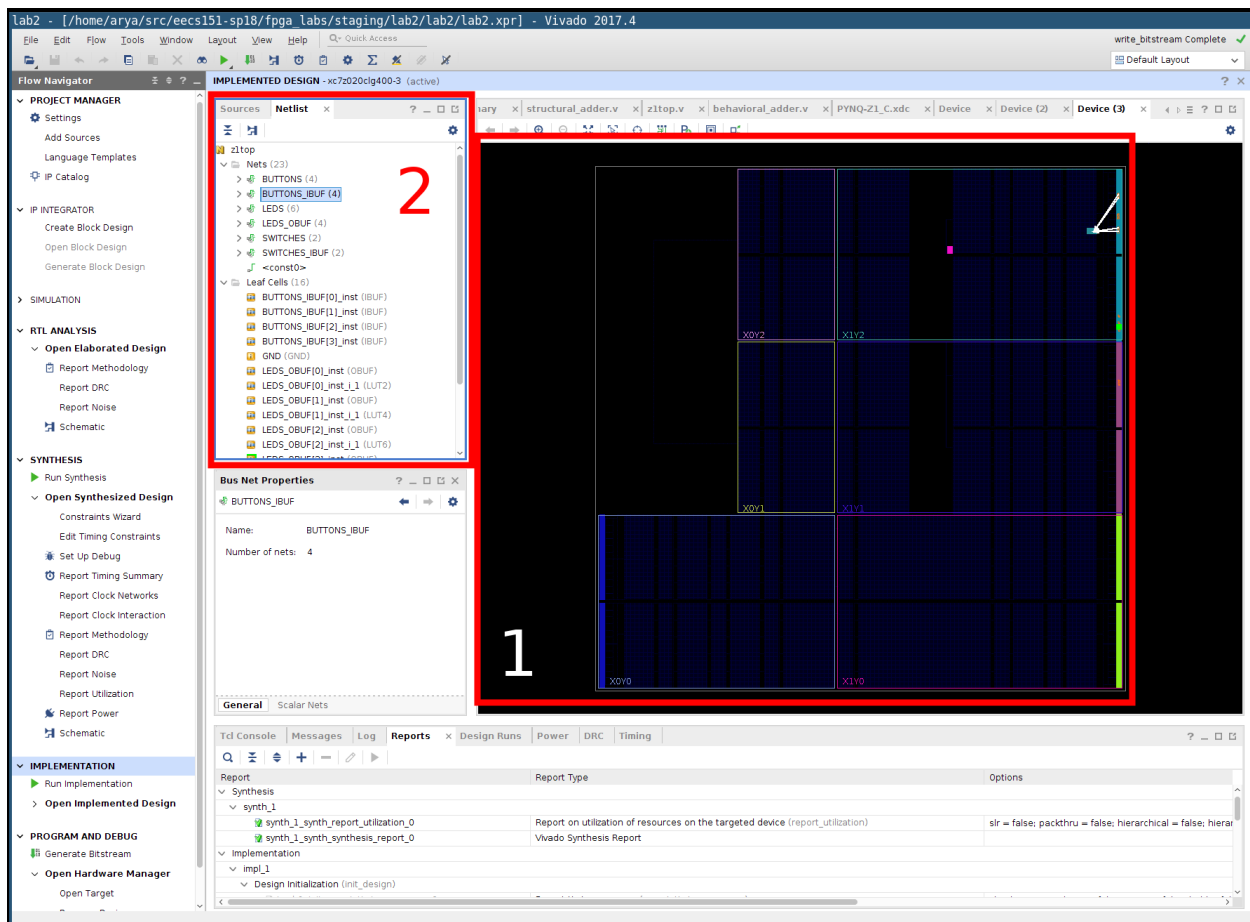 lab2 - [/home/arya/src/eecs151-sp18/fpga_labs/staging/lab2/lab2/lab2.xpr] - Vivado 2017.4
File Edit Flow Tools Window Layout View Help Quick Access
write_bitstream Complete
Default Layout
Flow Navigator
PROJECT MANAGER
Settings
Add Sources
Language Templates
IP Catalog
IP INTEGRATOR
Create Block Design
Open Block Design
Generate Block Design
SIMULATION
RTL ANALYSIS
Open Elaborated Design
Report Methodology
Report DRC
Report Noise
Schematic
SYNTHESIS
Run Synthesis
Open Synthesized Design
Constraints Wizard
Edit Timing Constraints
Set Up Debug
Report Timing Summary
Report Clock Networks
Report Clock Interaction
Report Methodology
Report DRC
Report Noise
Report Utilization
Report Power
Schematic
IMPLEMENTATION
Run Implementation
Open Implemented Design
PROGRAM AND DEBUG
Generate Bitstream
Open Hardware Manager
Open Target
IMPLEMENTED DESIGN - xc7z020clg400-3 (active)
Sources Netlist
2
z1top
Nets (23)
BUTTONS (4)
BUTTONS_IBUF (4)
LEDS (6)
LEDS_OBUF (4)
SWITCHES (2)
SWITCHES_IBUF (2)
<const0>
Leaf Cells (16)
BUTTONS_IBUF[0]_inst (IBUF)
BUTTONS_IBUF[1]_inst (IBUF)
BUTTONS_IBUF[2]_inst (IBUF)
BUTTONS_IBUF[3]_inst (IBUF)
GND (GND)
LEDS_OBUF[0]_inst (OBUF)
LEDS_OBUF[0]_inst_i_1 (LUT2)
LEDS_OBUF[1]_inst (OBUF)
LEDS_OBUF[1]_inst_i_1 (LUT4)
LEDS_OBUF[2]_inst (OBUF)
LEDS_OBUF[2]_inst_i_1 (LUT6)
LEDS_OBUF[3]_inst (OBUF)
Bus Net Properties
BUTTONS_IBUF
Name: BUTTONS_IBUF
Number of nets: 4
General Scalar Nets
structural_adder.v z1top.v behavioral_adder.v PYNQ-Z1_C.xdc Device Device (2) Device (3)
X0Y2 X1Y2
X0Y1 X1Y1
1
X0Y0 X1Y0
Tcl Console Messages Log Reports Design Runs Power DRC Timing
Report Report Type Options
Synthesis
synth_1
synth_1_synth_report_utilization_0 Report on utilization of resources on the targeted device (report_utilization) slr = false; packthru = false; hierarchical = false; hierar
synth_1_synth_synthesis_report_0 Vivado Synthesis Report
Implementation
impl_1
Design Initialization (init_design)